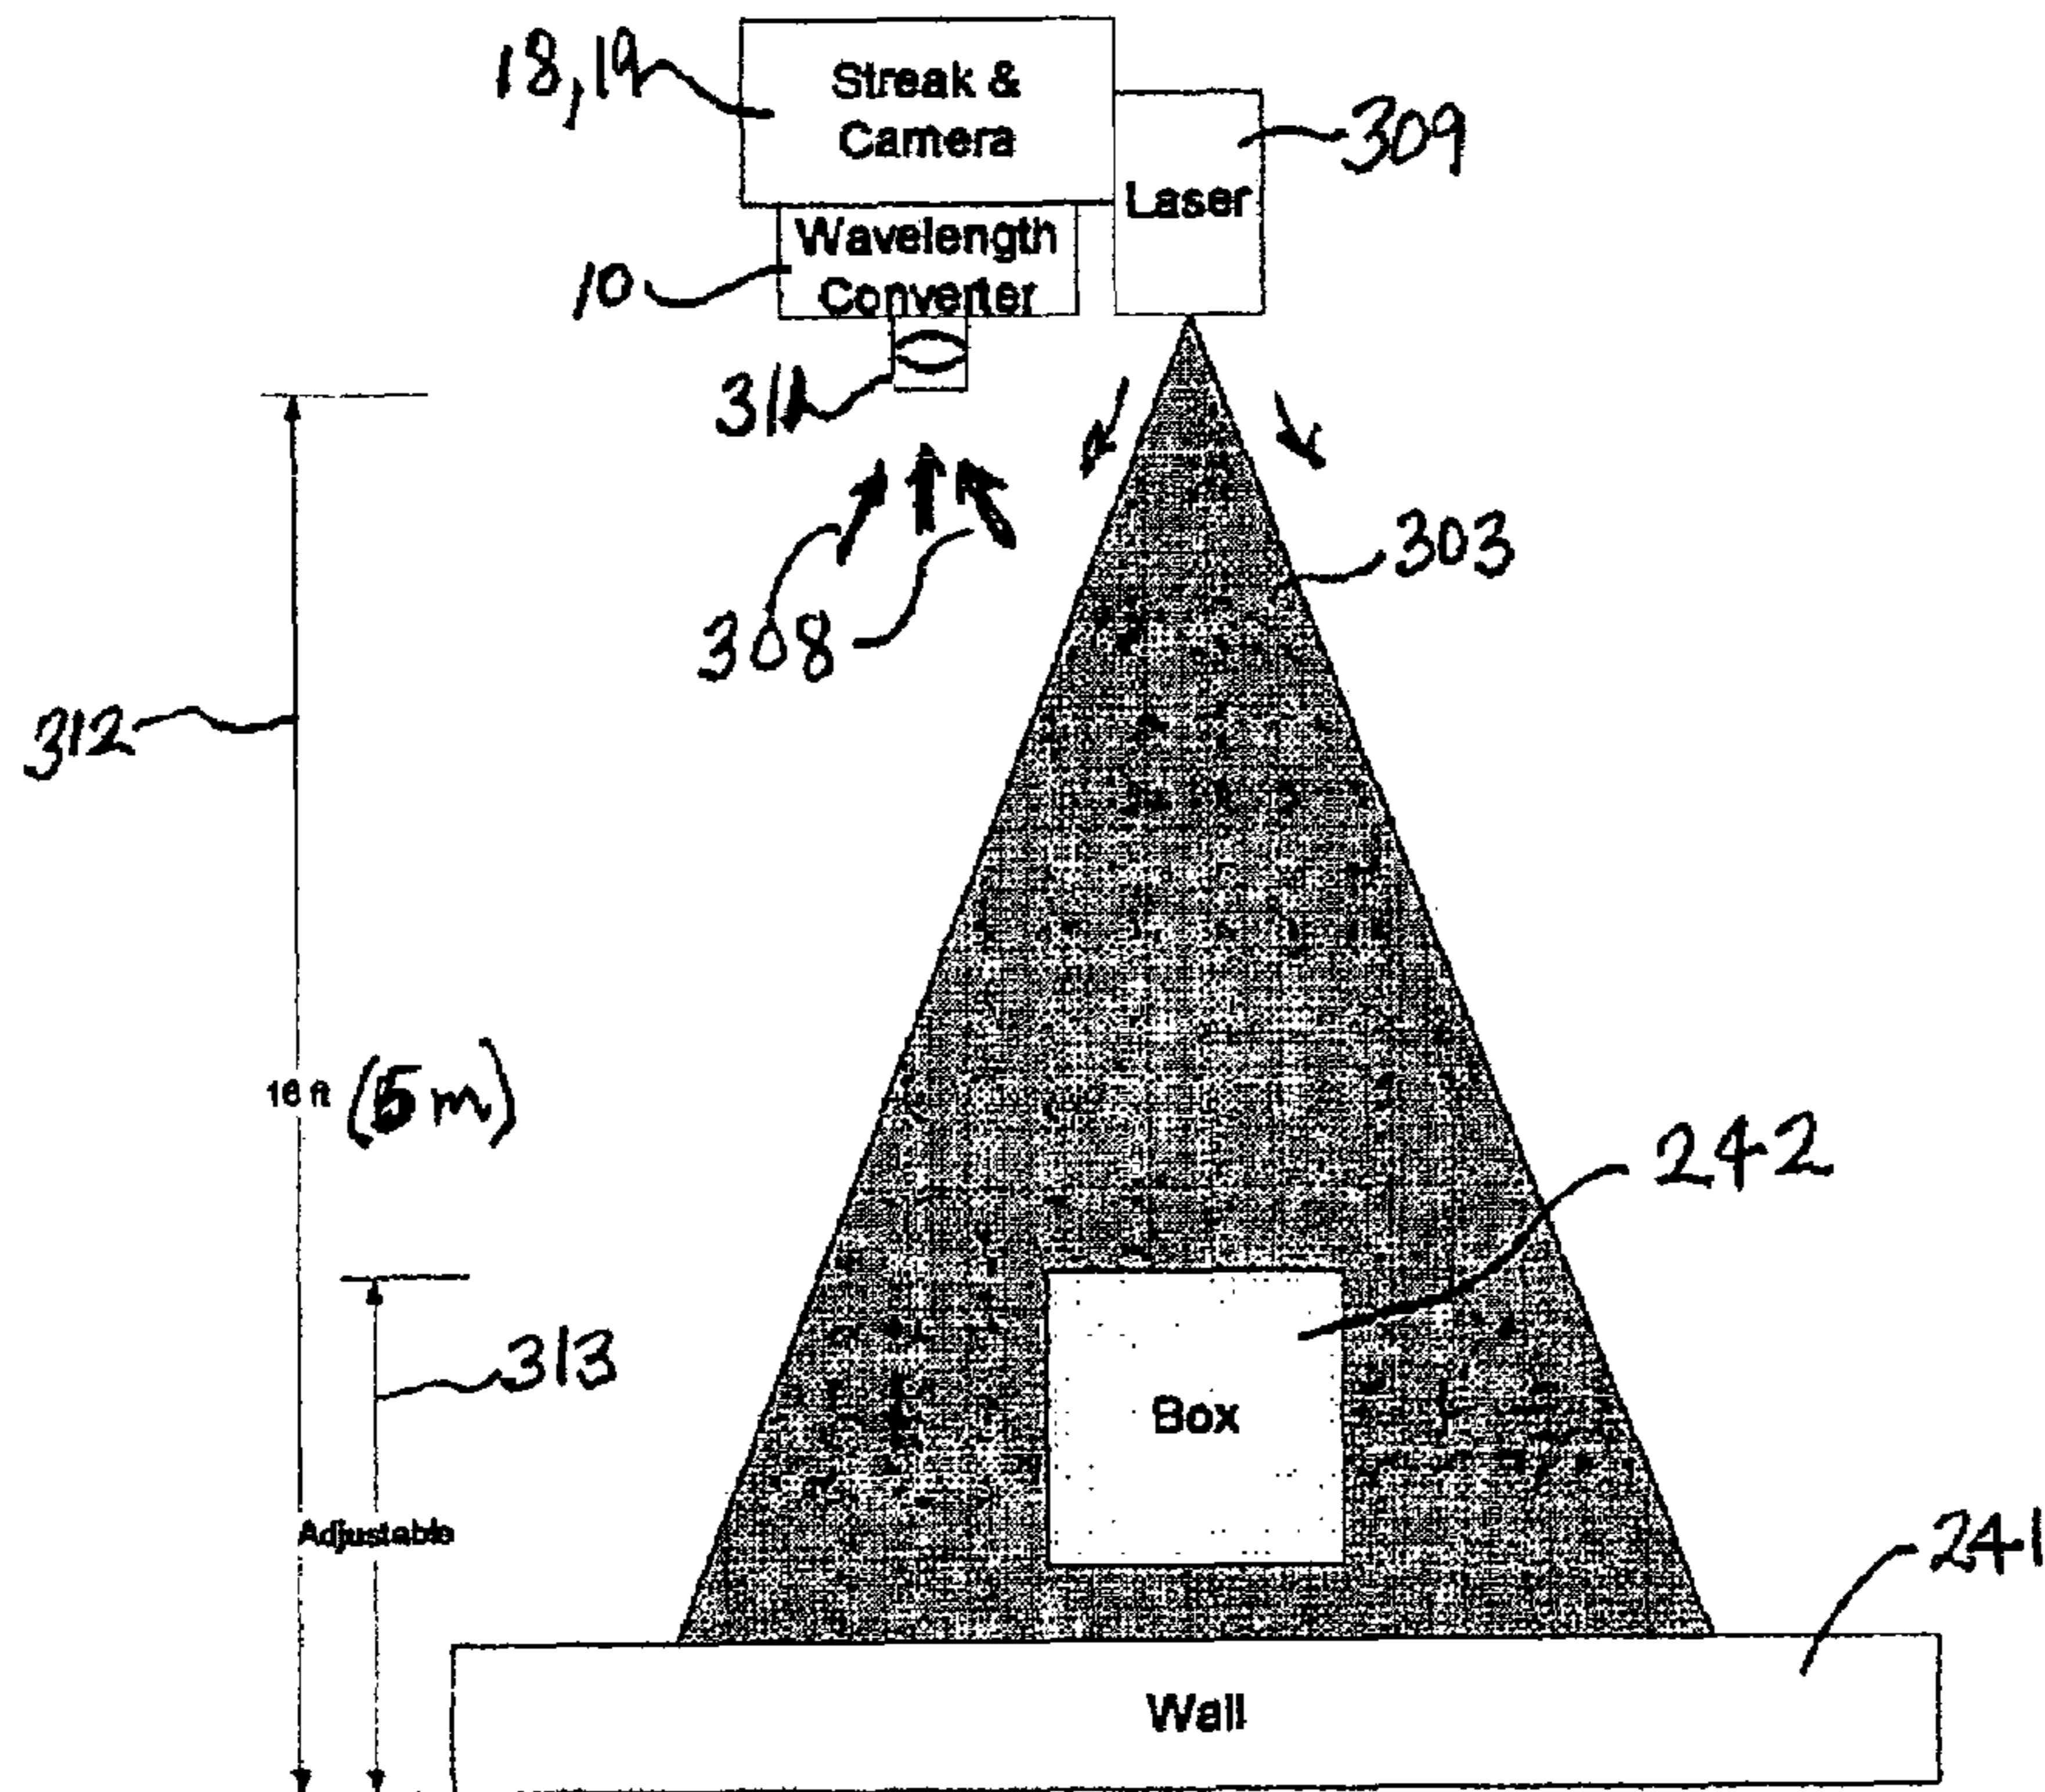 18,19
Streak &
Camera
309
Laser
Wavelength
Converter
10
311
308
303
312
16 ft (5 m)
242
313
Box
Adjustable
241
Wall